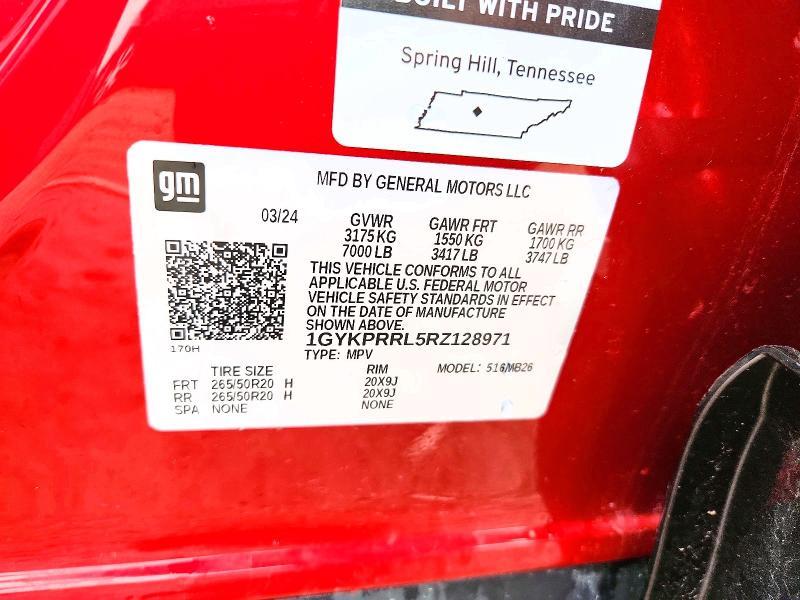 BUILT WITH PRIDE
Spring Hill, Tennessee
gm
MFD BY GENERAL MOTORS LLC
03/24
GVWR GAWR FRT GAWR RR
3175 KG 1550 KG 1700 KG
7000 LB 3417 LB 3747 LB
THIS VEHICLE CONFORMS TO ALL
APPLICABLE U.S. FEDERAL MOTOR
VEHICLE SAFETY STANDARDS IN EFFECT
ON THE DATE OF MANUFACTURE
SHOWN ABOVE.
1GYKPRRL5RZ128971
170H
TYPE: MPV
TIRE SIZE RIM MODEL: 516/MB26
FRT 265/50R20 H 20X9J
RR 265/50R20 H 20X9J
SPA NONE NONE